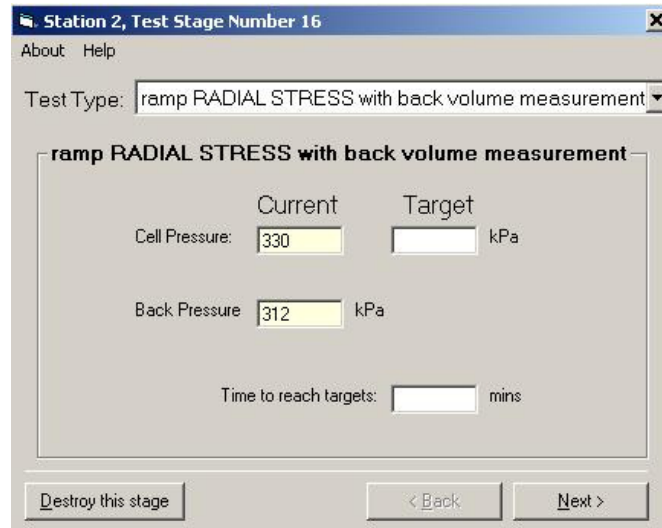 Station 2, Test Stage Number 16
About Help
Test Type: ramp RADIAL STRESS with back volume measurement
ramp RADIAL STRESS with back volume measurement
Current Target
Cell Pressure: 330 kPa
Back Pressure 312 kPa
Time to reach targets: mins
Destroy this stage < Back Next >